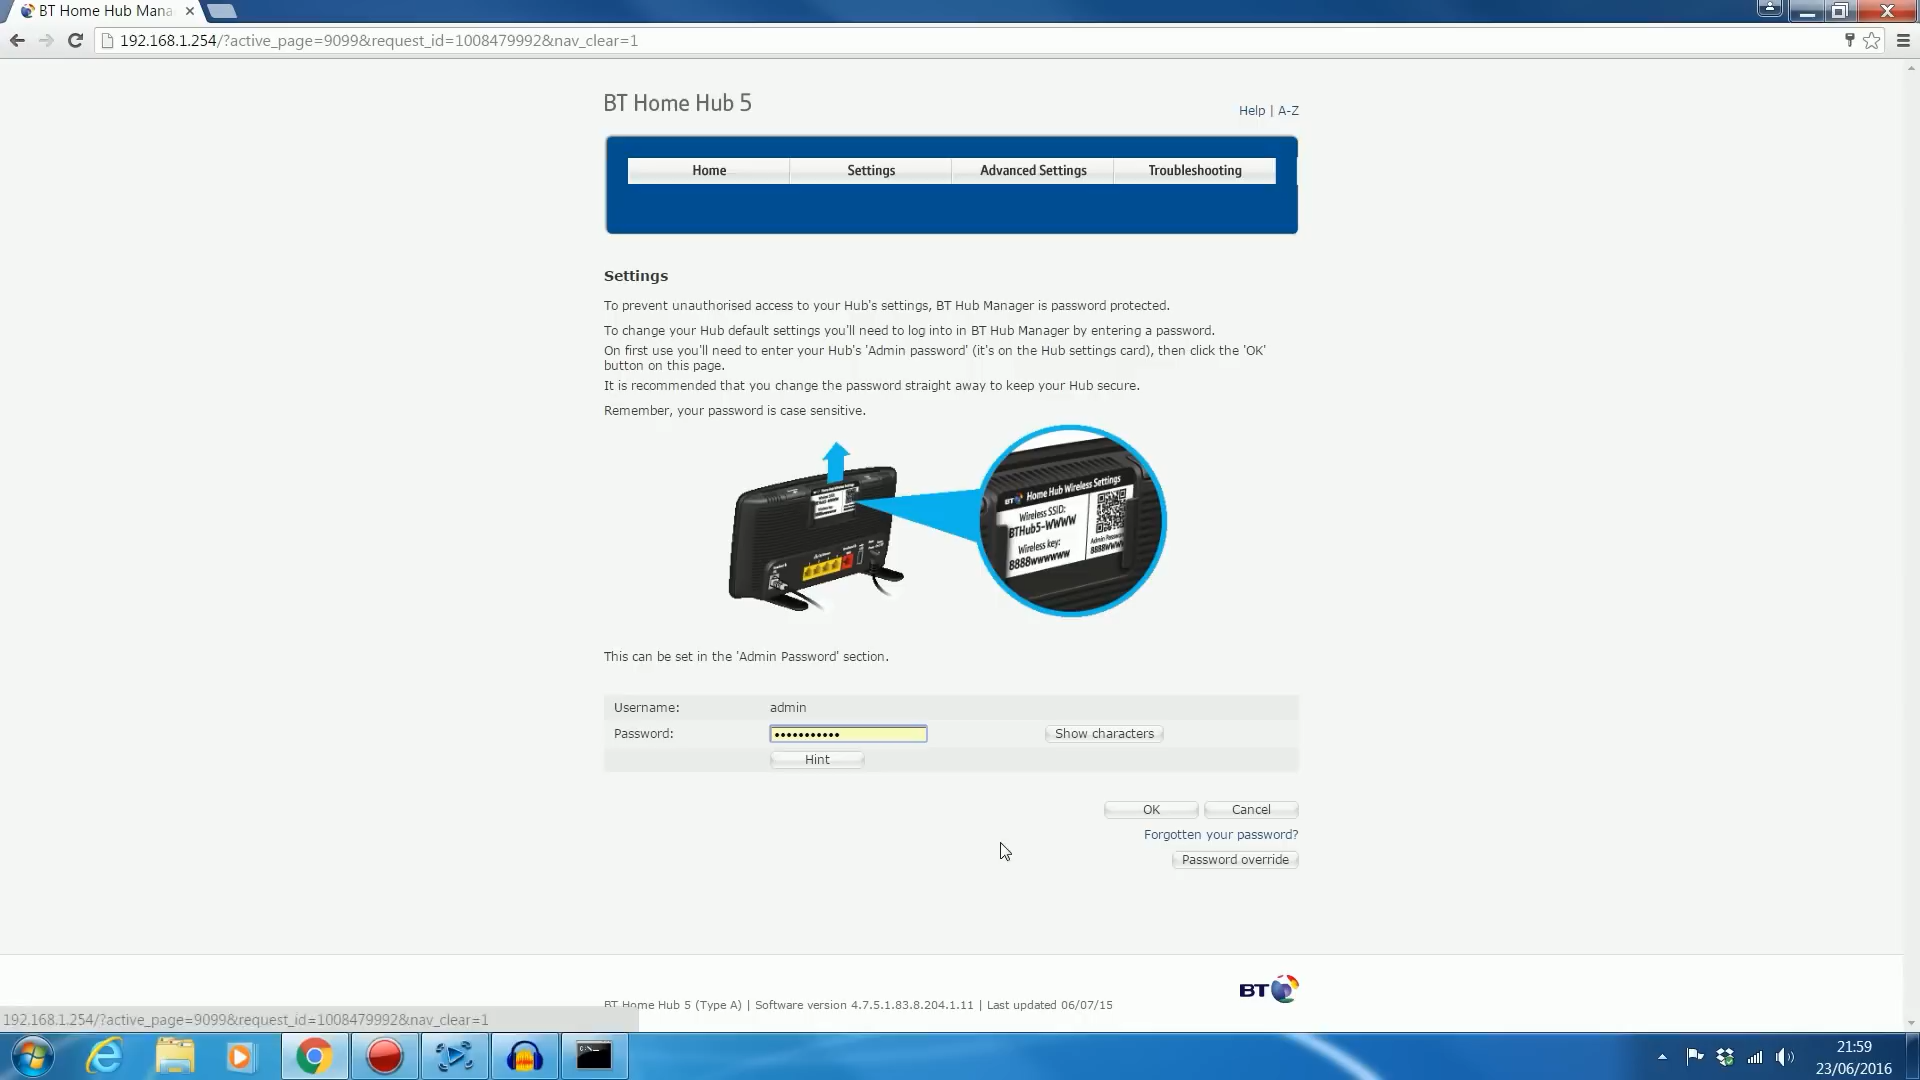 BT Home Hub Mana
192.168.1.254/?active_page=9099&request_id=1008479992&nav_clear=1
BT Home Hub 5
Help | A-Z
Home
Settings
Advanced Settings
Troubleshooting
Settings
To prevent unauthorised access to your Hub's settings, BT Hub Manager is password protected.
To change your Hub default settings you'll need to log into in BT Hub Manager by entering a password.
On first use you'll need to enter your Hub's 'Admin password' (it's on the Hub settings card), then click the 'OK'
button on this page.
It is recommended that you change the password straight away to keep your Hub secure.
Remember, your password is case sensitive.
BT Home Hub Wireless Settings
Wireless SSID:
BTHub5-WWWW
Wireless key:
8888wwwwww
Admin
This can be set in the 'Admin Password' section.
Username: admin
Password: •••••••••••
Show characters
Hint
OK
Cancel
Forgotten your password?
Password override
BT
BT Home Hub 5 (Type A) | Software version 4.7.5.1.83.8.204.1.11 | Last updated 06/07/15
192.168.1.254/?active_page=9099&request_id=1008479992&nav_clear=1
21:59
23/06/2016